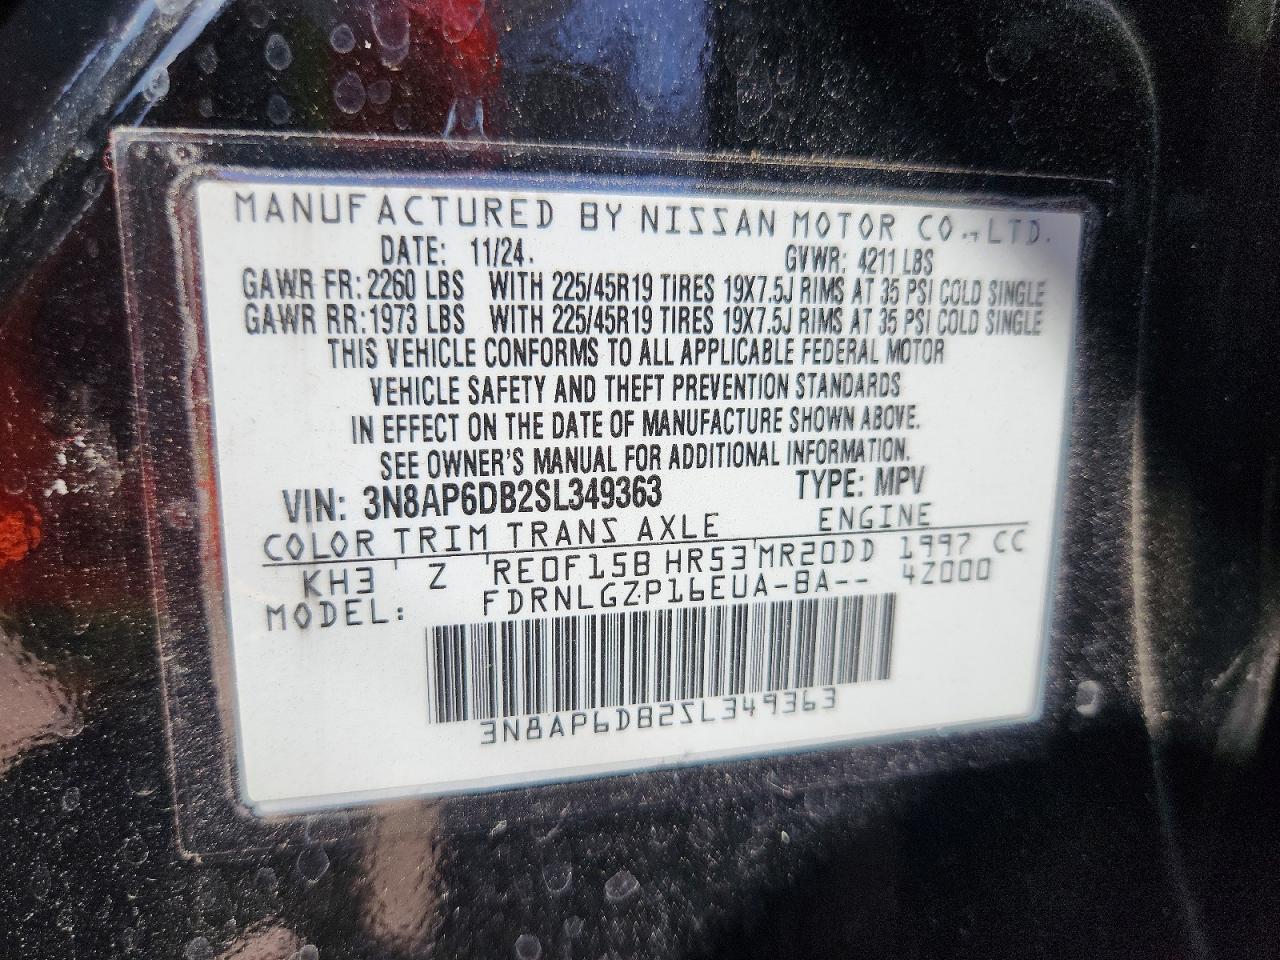 MANUFACTURED BY NISSAN MOTOR CO., LTD.
DATE: 11/24. GVWR: 4211 LBS
GAWR FR: 2260 LBS WITH 225/45R19 TIRES 19X7.5J RIMS AT 35 PSI COLD SINGLE
GAWR RR: 1973 LBS WITH 225/45R19 TIRES 19X7.5J RIMS AT 35 PSI COLD SINGLE
THIS VEHICLE CONFORMS TO ALL APPLICABLE FEDERAL MOTOR
VEHICLE SAFETY AND THEFT PREVENTION STANDARDS
IN EFFECT ON THE DATE OF MANUFACTURE SHOWN ABOVE.
SEE OWNER'S MANUAL FOR ADDITIONAL INFORMATION.
VIN: 3N8AP6DB2SL349363 TYPE: MPV
COLOR TRIM TRANS AXLE ENGINE
KH3 Z RE0F15B HR53 MR20DD 1997 CC
MODEL: FDRNLGZ-P16EUA-BA-- 42000
3N8AP6DB2SL349363